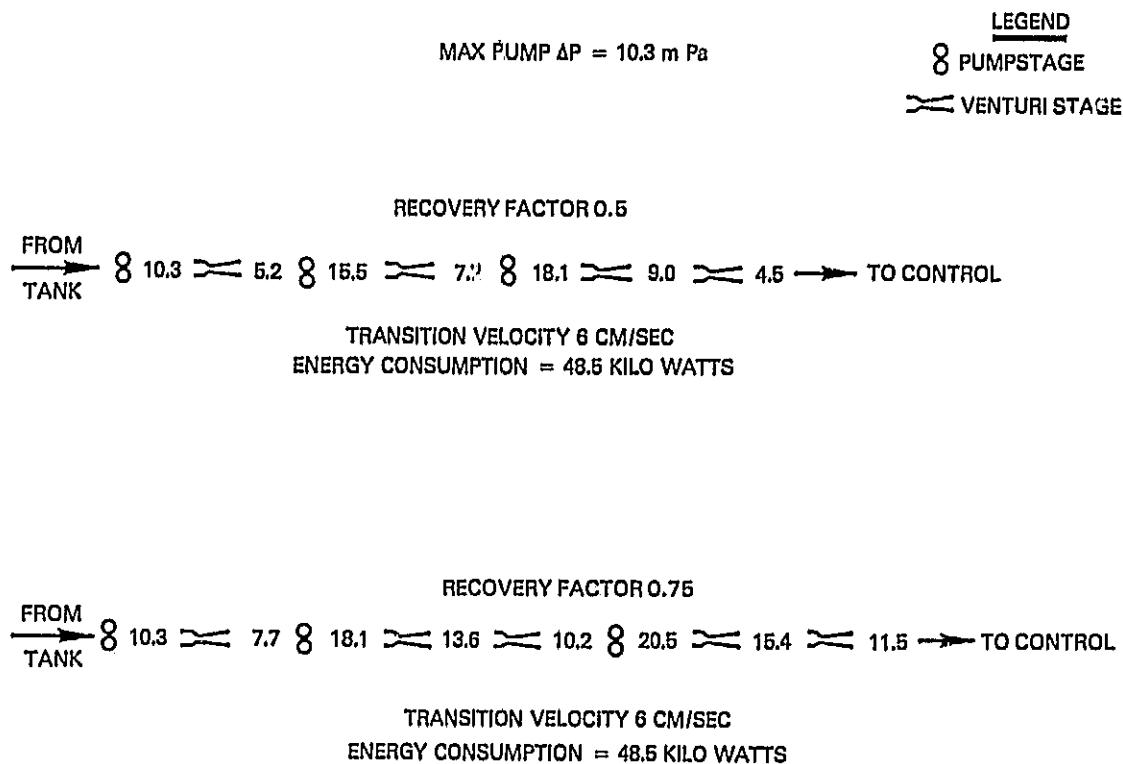 LEGEND
MAX PUMP ΔP = 10.3 m Pa
PUMPSTAGE
VENTURI STAGE
RECOVERY FACTOR 0.5
FROM
10.3 5.2 15.5 18.1 9.0 4.5 TO CONTROL
TANK
TRANSITION VELOCITY 6 CM/SEC
ENERGY CONSUMPTION = 48.5 KILO WATTS
RECOVERY FACTOR 0.75
FROM
10.3 7.7 18.1 13.6 10.2 20.5 15.4 11.5 TO CONTROL
TANK
TRANSITION VELOCITY 6 CM/SEC
ENERGY CONSUMPTION = 48.5 KILO WATTS